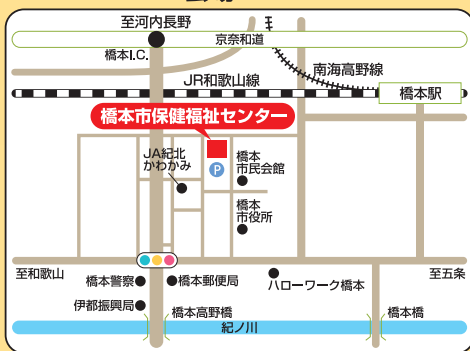 至河内長野
京奈和道
橋本I.C.
南海高野線
JR和歌山線
橋本駅
橋本市保健福祉センター
JA紀北
かわかみ
P
橋本
市民会館
橋本
市役所
至和歌山
至五条
橋本警察
橋本郵便局
ハローワーク橋本
伊都振興局
橋本高野橋
橋本橋
紀ノ川